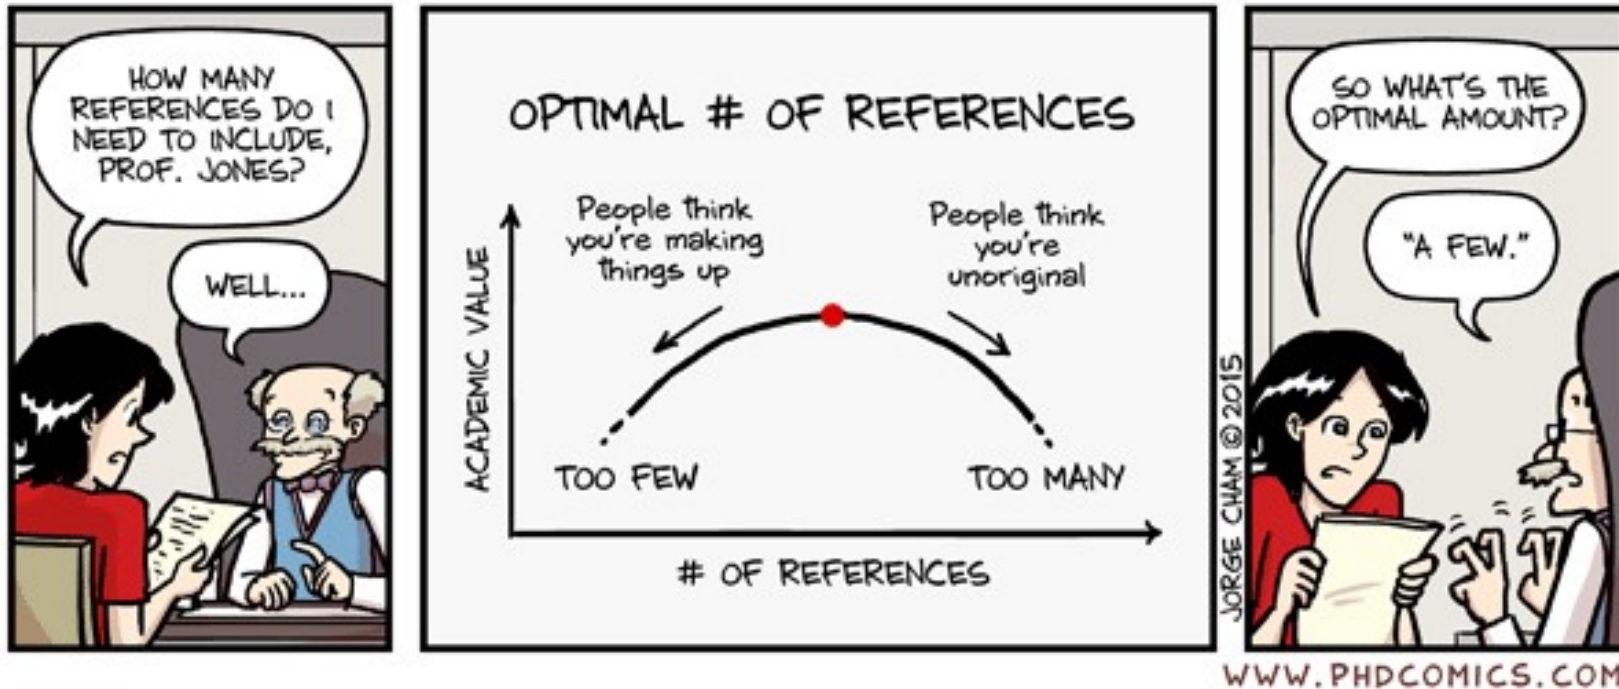 HOW MANY
REFERENCES DO I
NEED TO INCLUDE,
PROF. JONES?
WELL...
OPTIMAL # OF REFERENCES
People think
you're making
things up
People think
you're
unoriginal
ACADEMIC VALUE
TOO FEW
TOO MANY
# OF REFERENCES
JORGE CHAM © 2015
SO WHAT'S THE
OPTIMAL AMOUNT?
"A FEW."
WWW.PHDCOMICS.COM